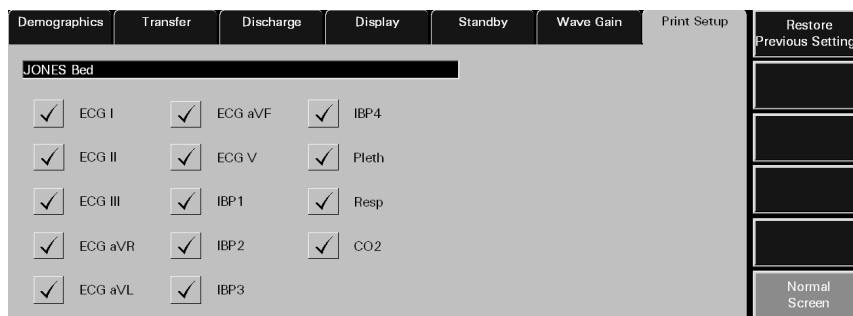 Demographics Transfer Discharge Display Standby Wave Gain Print Setup
Restore
Previous Setting
JONES Bed
ECG I ECG aVF IBP4
ECG II ECG V Pleth
ECG III IBP1 Resp
ECG aVR IBP2 CO2
ECG aVL IBP3
Normal
Screen